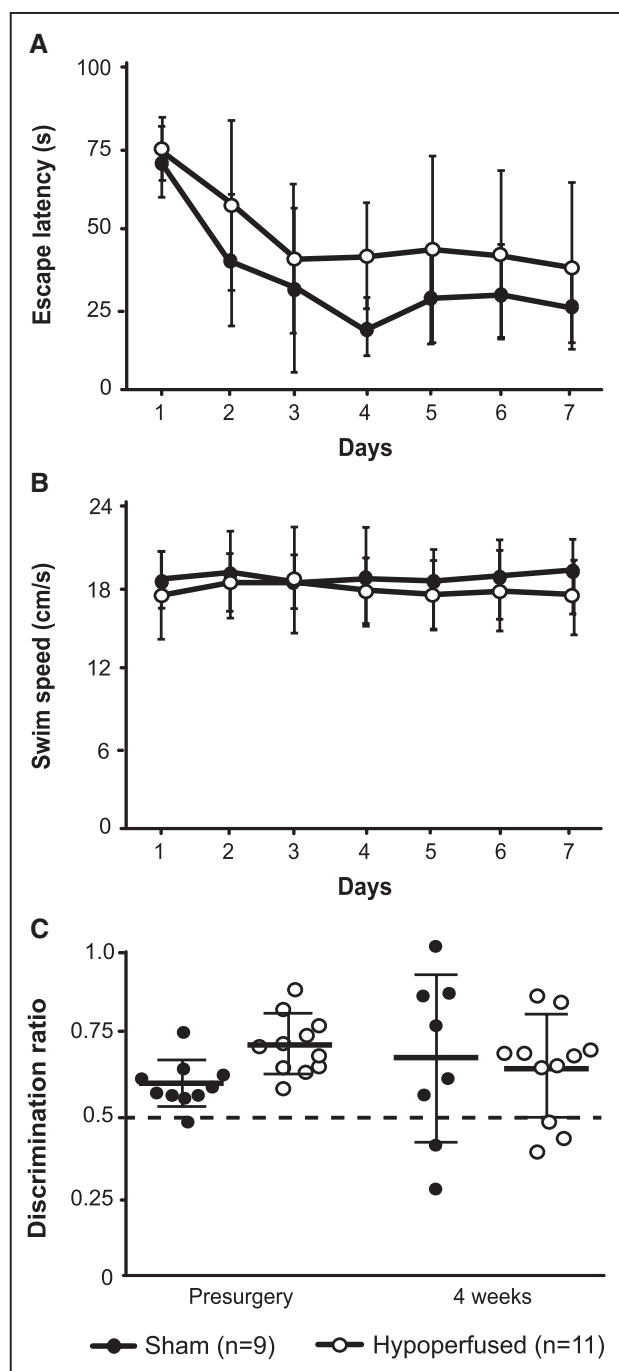 A
Escape latency (s)
100
75
50
25
0
1 2 3 4 5 6 7
Days
B
Swim speed (cm/s)
24
18
12
6
0
1 2 3 4 5 6 7
Days
C
Discrimination ratio
1.0
0.75
0.5
0.25
0
Presurgery 4 weeks
Sham (n=9) Hypoperfused (n=11)